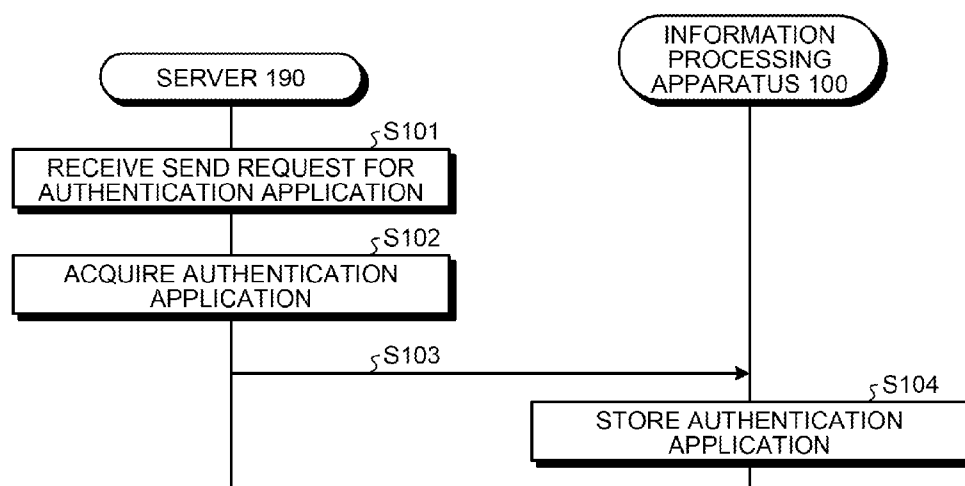 SERVER 190
INFORMATION
PROCESSING
APPARATUS 100
S101
RECEIVE SEND REQUEST FOR
AUTHENTICATION APPLICATION
S102
ACQUIRE AUTHENTICATION
APPLICATION
S103
S104
STORE AUTHENTICATION
APPLICATION